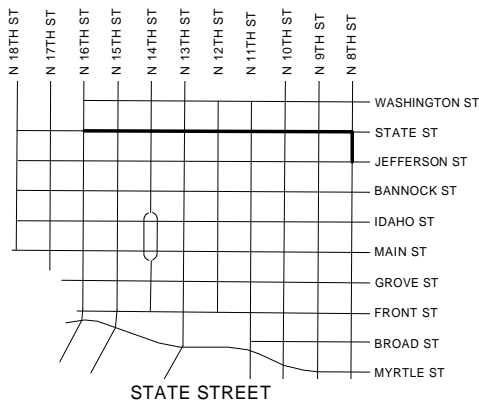 N 18TH ST
N 17TH ST
N 16TH ST
N 15TH ST
N 14TH ST
N 13TH ST
N 12TH ST
N 11TH ST
N 10TH ST
N 9TH ST
N 8TH ST
WASHINGTON ST
STATE ST
JEFFERSON ST
BANNOCK ST
IDAHO ST
MAIN ST
GROVE ST
FRONT ST
BROAD ST
MYRTLE ST
STATE STREET